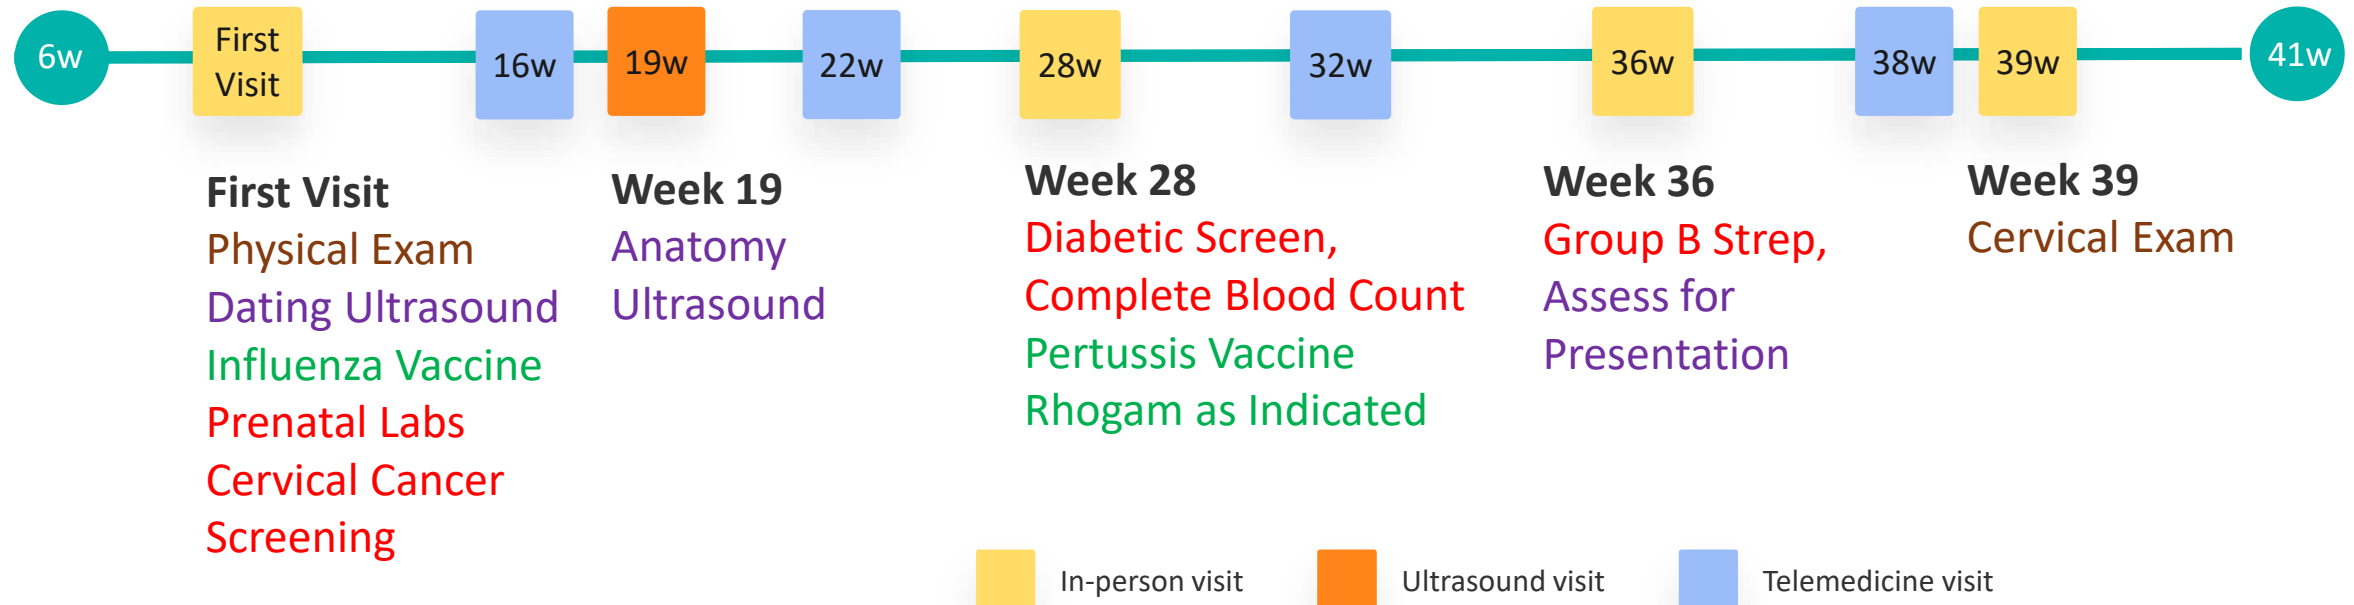 6w
First
Visit
16w
19w
22w
28w
32w
36w
38w
39w
41w
First Visit
Physical Exam
Dating Ultrasound
Influenza Vaccine
Prenatal Labs
Cervical Cancer
Screening
Week 19
Anatomy
Ultrasound
Week 28
Diabetic Screen,
Complete Blood Count
Pertussis Vaccine
Rhogam as Indicated
Week 36
Group B Strep,
Assess for
Presentation
Week 39
Cervical Exam
In-person visit
Ultrasound visit
Telemedicine visit